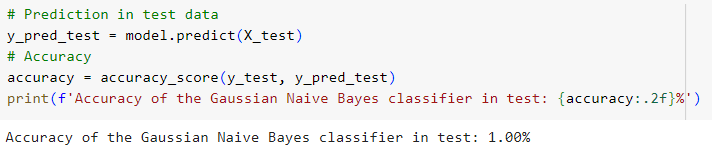 # Prediction in test data
y_pred_test = model.predict(X_test)
# Accuracy
accuracy = accuracy_score(y_test, y_pred_test)
print(f'Accuracy of the Gaussian Naive Bayes classifier in test: {accuracy:.2f}%')
Accuracy of the Gaussian Naive Bayes classifier in test: 1.00%